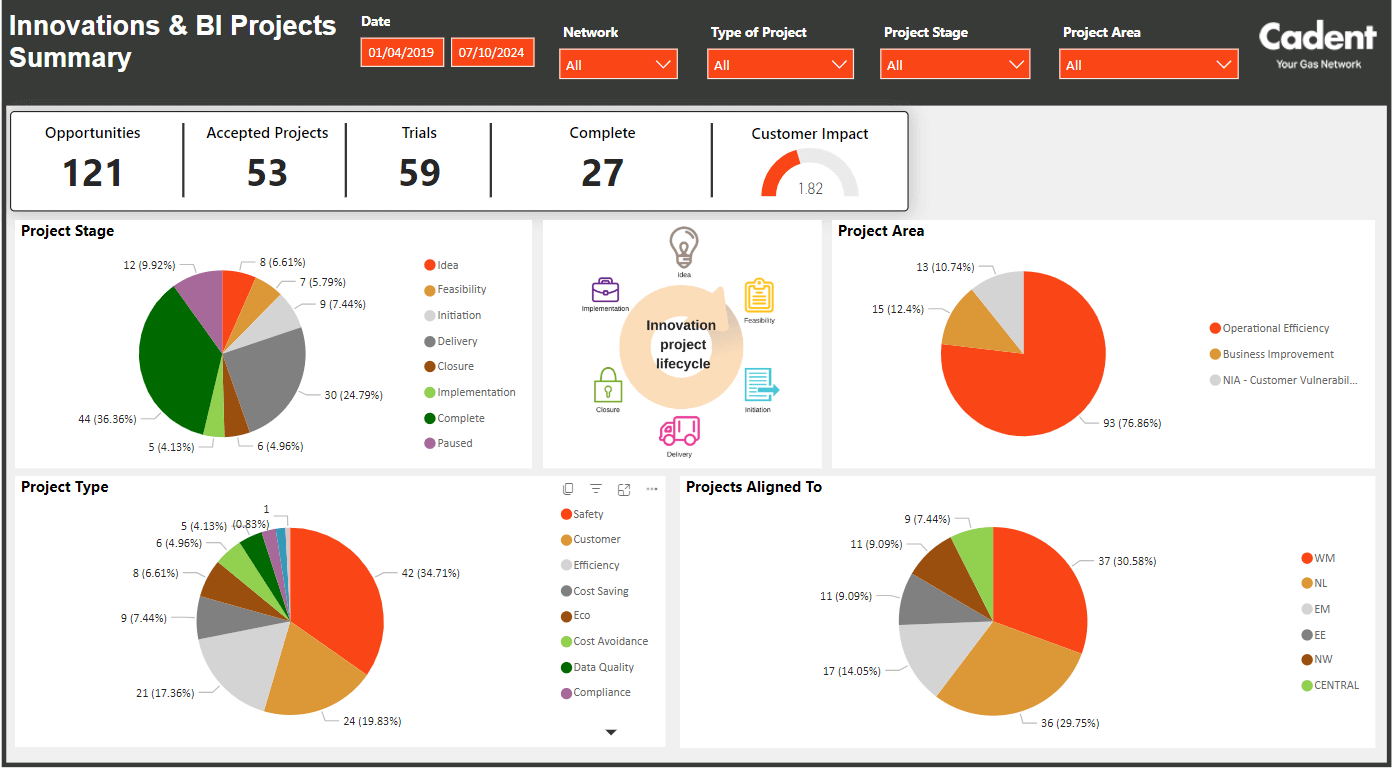 Innovations & BI Projects
Summary
Date
01/04/2019
07/10/2024
Network
All
Type of Project
All
Project Stage
All
Project Area
All
Cadent
Your Gas Network
Opportunities
121
Accepted Projects
53
Trials
59
Complete
27
Customer Impact
1.82
Project Stage
12 (9.92%)
8 (6.61%)
7 (5.79%)
9 (7.44%)
30 (24.79%)
6 (4.96%)
5 (4.13%)
44 (36.36%)
Idea
Feasibility
Initiation
Delivery
Closure
Implementation
Complete
Paused
Idea
Implementation
Feasibility
Innovation
project
lifecycle
Closure
Initiation
Delivery
Project Area
13 (10.74%)
15 (12.4%)
93 (76.86%)
Operational Efficiency
Business Improvement
NIA - Customer Vulnerabil...
Project Type
1
(0.83%)
5 (4.13%)
6 (4.96%)
8 (6.61%)
9 (7.44%)
21 (17.36%)
24 (19.83%)
42 (34.71%)
Safety
Customer
Efficiency
Cost Saving
Eco
Cost Avoidance
Data Quality
Compliance
Projects Aligned To
9 (7.44%)
11 (9.09%)
11 (9.09%)
17 (14.05%)
36 (29.75%)
37 (30.58%)
WM
NL
EM
EE
NW
CENTRAL